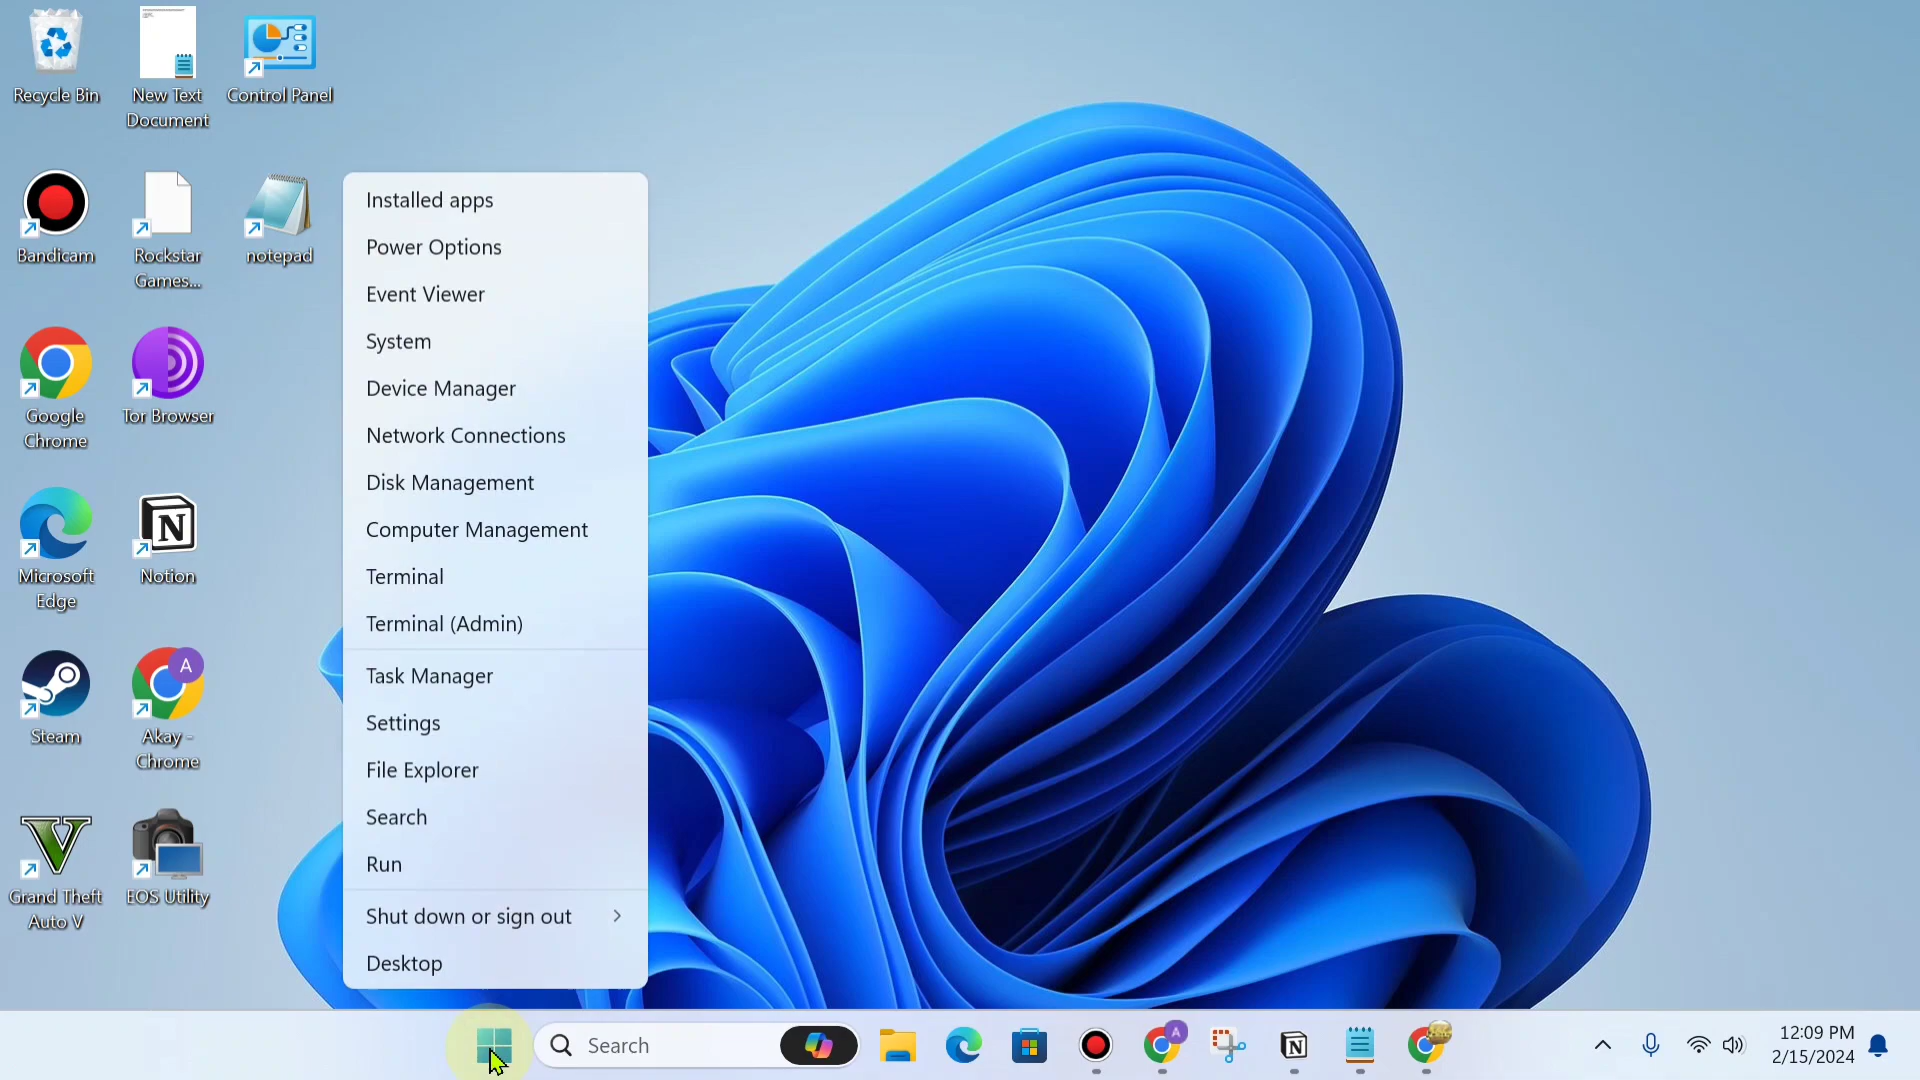 Recycle Bin
New Text
Document
Control Panel
Bandicam
Rockstar
Games...
notepad
Google
Chrome
Tor Browser
Microsoft
Edge
N
Notion
Steam
A
Akay -
Chrome
Grand Theft
Auto V
EOS Utility
Installed apps
Power Options
Event Viewer
System
Device Manager
Network Connections
Disk Management
Computer Management
Terminal
Terminal (Admin)
Task Manager
Settings
File Explorer
Search
Run
Shut down or sign out
Desktop
Search
A
N
12:09 PM
2/15/2024